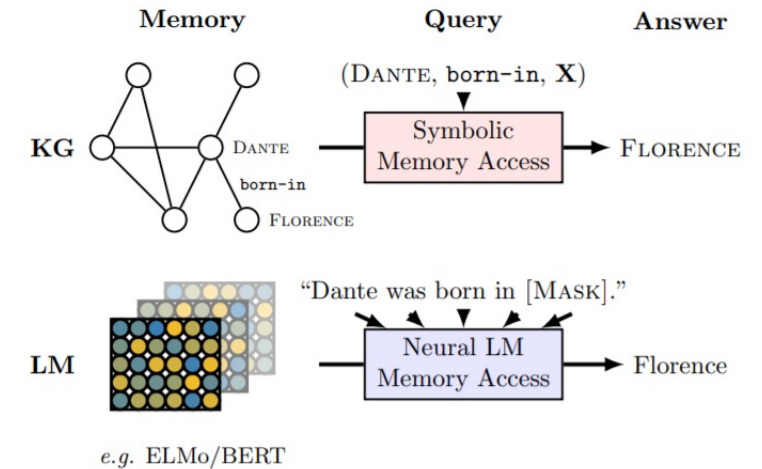 Memory
Query
Answer
(DANTE, born-in, X)
KG
DANTE
born-in
FLORENCE
Symbolic
Memory Access
FLORENCE
“Dante was born in [MASK].”
LM
Neural LM
Memory Access
Florence
e.g. ELMo/BERT